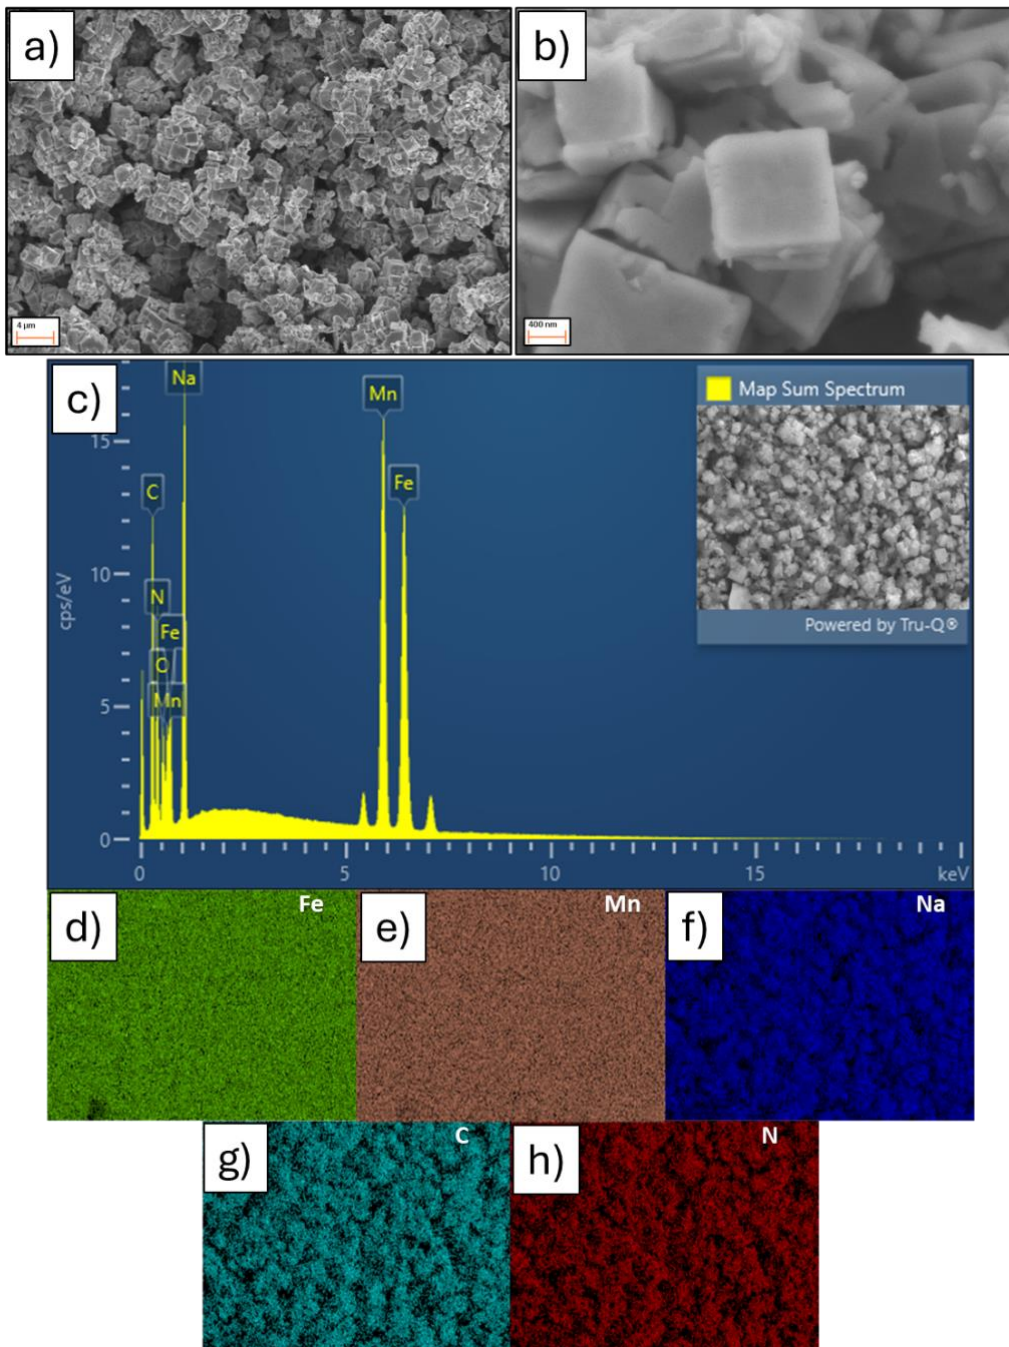 a)
b)
4 µm
400 nm
c)
Na
Mn
Fe
C
N
Fe
O
Mn
Map Sum Spectrum
Powered by Tru-Q®
cps/eV
15
10
5
0
0
5
10
15
keV
d)
Fe
e)
Mn
f)
Na
g)
C
h)
N